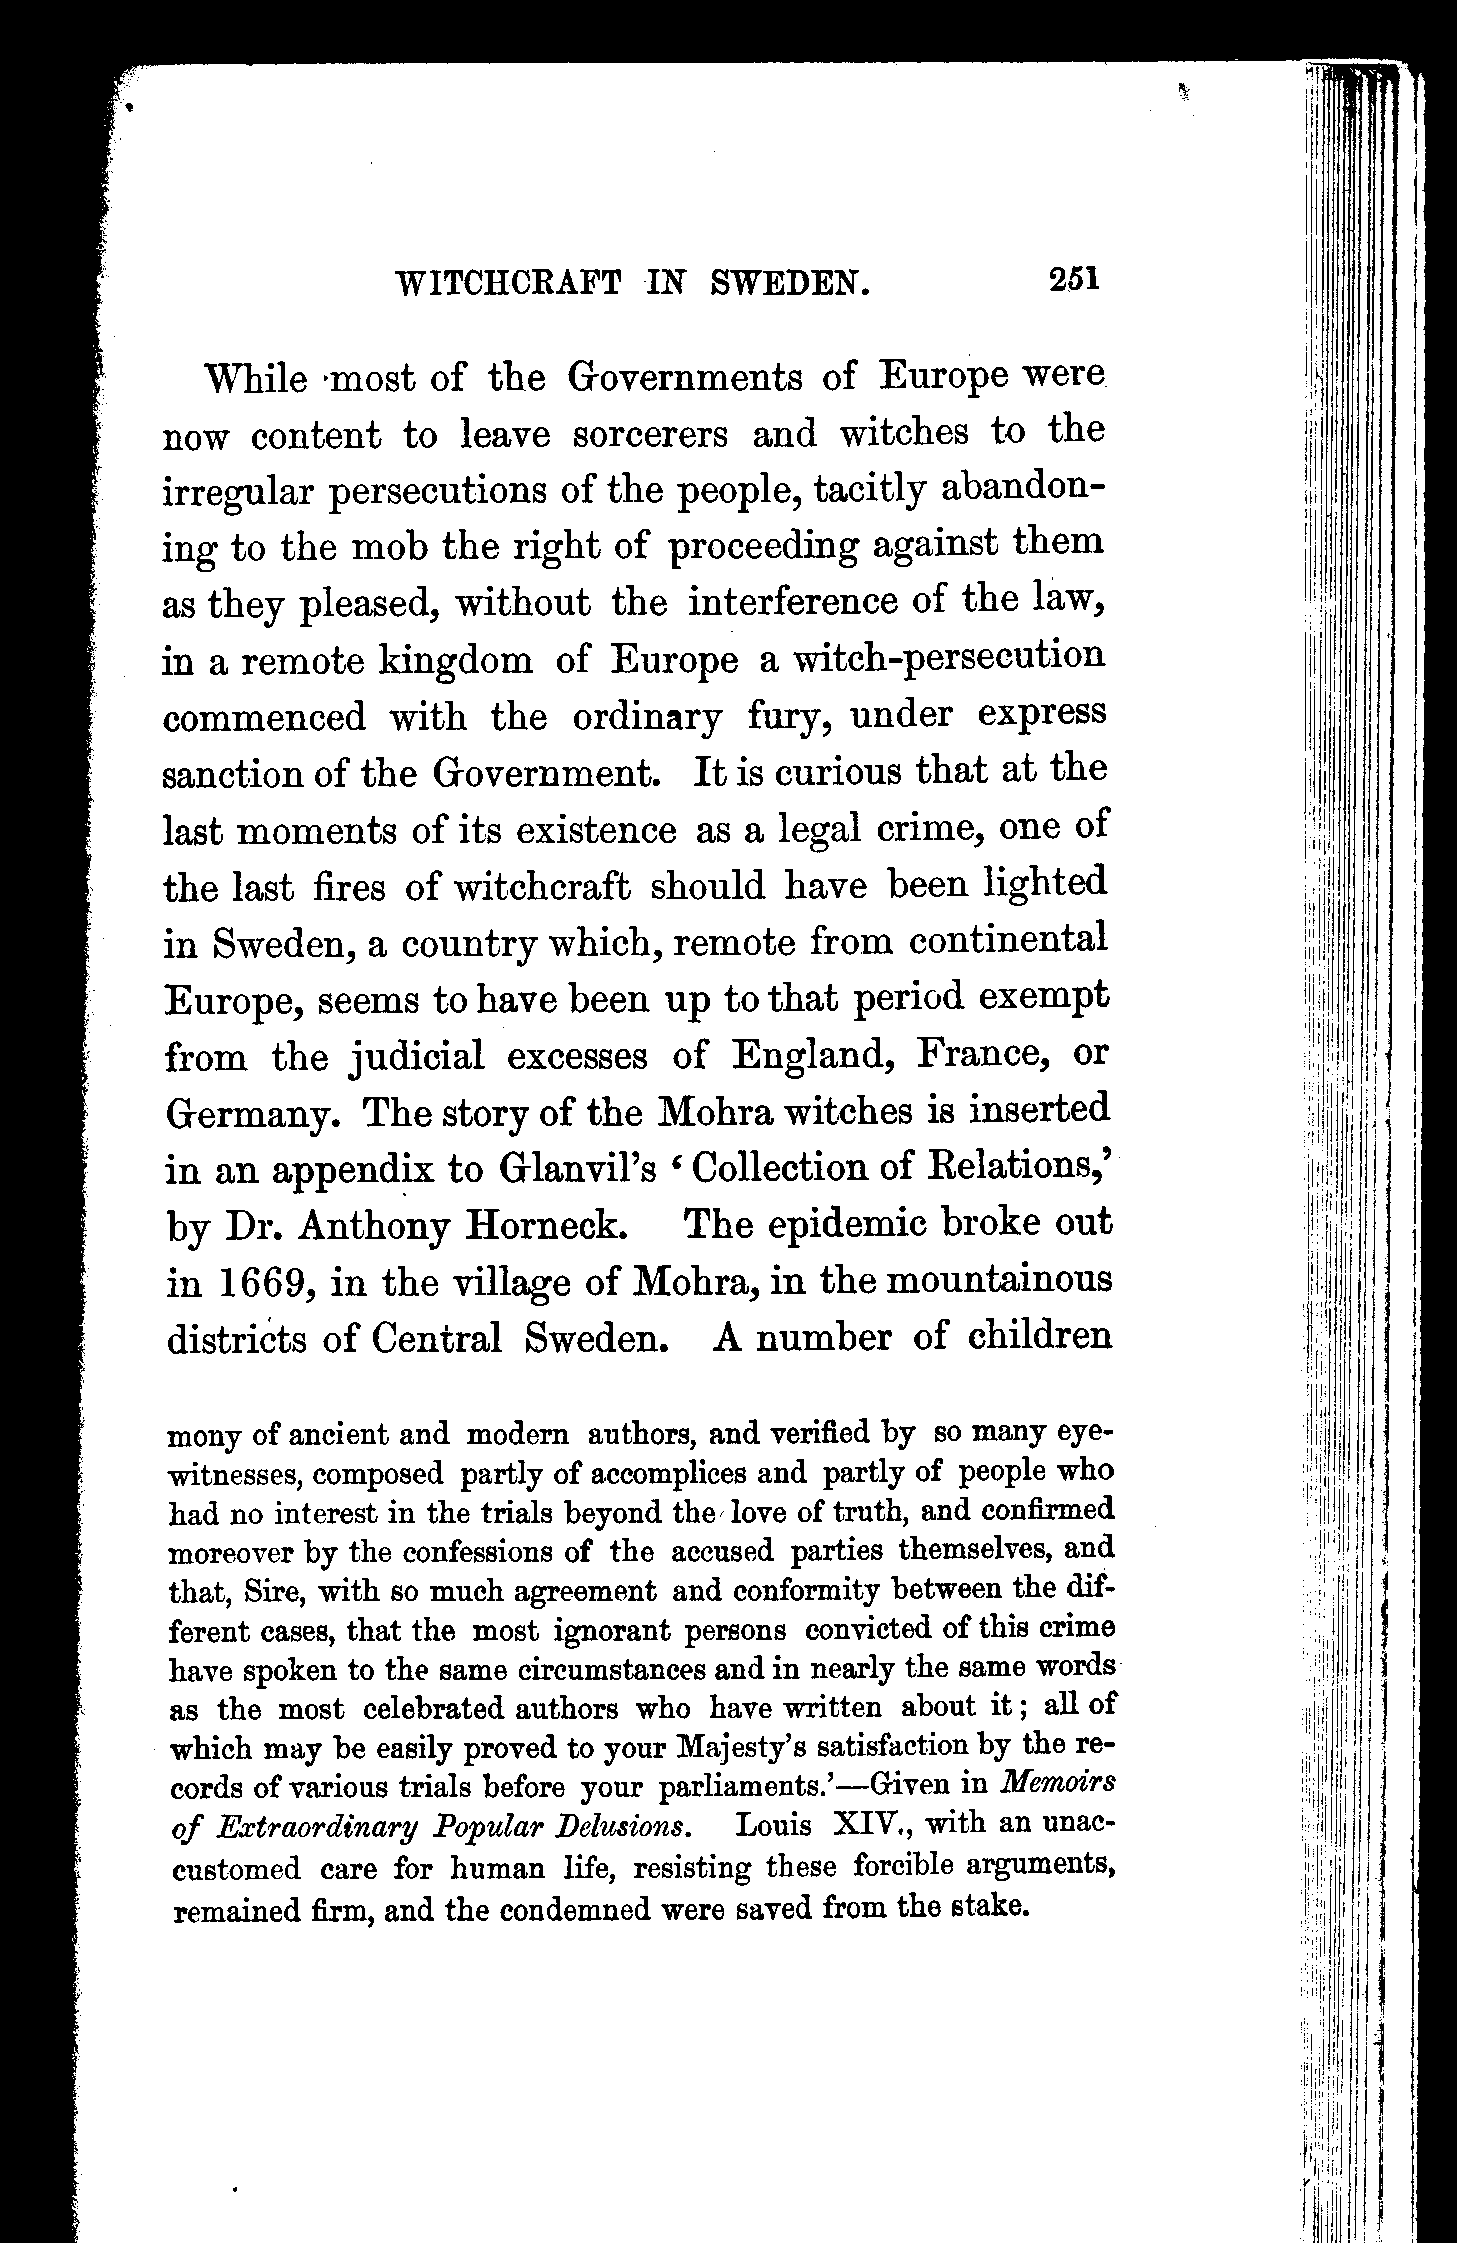 WITCHCRAFT IN SWEDEN. 251
While most of the Governments of Europe were
now content to leave sorcerers and witches to the
irregular persecutions of the people, tacitly abandon-
ing to the mob the right of proceeding against them
as they pleased, without the interference of the law,
in a remote kingdom of Europe a witch-persecution
commenced with the ordinary fury, under express
sanction of the Government. It is curious that at the
last moments of its existence as a legal crime, one of
the last fires of witchcraft should have been lighted
in Sweden, a country which, remote from continental
Europe, seems to have been up to that period exempt
from the judicial excesses of England, France, or
Germany. The story of the Mohra witches is inserted
in an appendix to Glanvil's ‘Collection of Relations,’
by Dr. Anthony Horneck. The epidemic broke out
in 1669, in the village of Mohra, in the mountainous
districts of Central Sweden. A number of children
mony of ancient and modern authors, and verified by so many eye-
witnesses, composed partly of accomplices and partly of people who
had no interest in the trials beyond the love of truth, and confirmed
moreover by the confessions of the accused parties themselves, and
that, Sire, with so much agreement and conformity between the dif-
ferent cases, that the most ignorant persons convicted of this crime
have spoken to the same circumstances and in nearly the same words
as the most celebrated authors who have written about it; all of
which may be easily proved to your Majesty's satisfaction by the re-
cords of various trials before your parliaments.’—Given in Memoirs
of Extraordinary Popular Delusions. Louis XIV., with an unac-
customed care for human life, resisting these forcible arguments,
remained firm, and the condemned were saved from the stake.